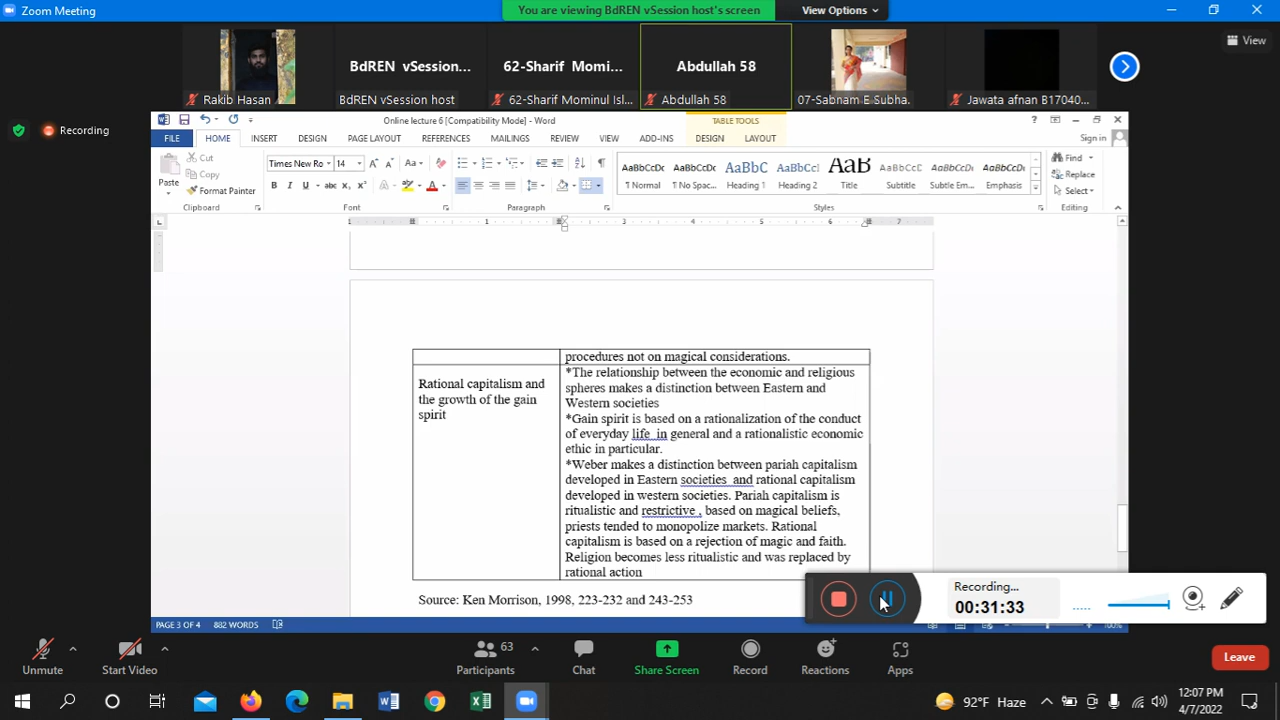 Zoom Meeting
You are viewing BdREN vSession host's screen
View Options
Rakib Hasan
BdREN vSession...
BdREN vSession host
62-Sharif Momi...
62-Sharif Mominul Isl...
Abdullah 58
Abdullah 58
07-Sabnam E Subha.
Jawata afnan B17040...
View
Recording
Online lecture 6 [Compatibility Mode] - Word
TABLE TOOLS
FILE HOME INSERT DESIGN PAGE LAYOUT REFERENCES MAILINGS REVIEW VIEW ADD-INS DESIGN LAYOUT
Sign in
Paste
Cut
Copy
Format Painter
Times New Ro 14
AaBbCcDc AaBbCcDc AaBbC AaBbCcl AaB AaBbCcD AaBbCcDc AaBbCcDc
¶ Normal ¶ No Spac... Heading 1 Heading 2 Title Subtitle Subtle Em... Emphasis
Find
Replace
Select
Clipboard Font Paragraph Styles Editing
procedures not on magical considerations.
Rational capitalism and
the growth of the gain
spirit
*The relationship between the economic and religious
spheres makes a distinction between Eastern and
Western societies
*Gain spirit is based on a rationalization of the conduct
of everyday life in general and a rationalistic economic
ethic in particular.
*Weber makes a distinction between pariah capitalism
developed in Eastern societies and rational capitalism
developed in western societies. Pariah capitalism is
ritualistic and restrictive , based on magical beliefs,
priests tended to monopolize markets. Rational
capitalism is based on a rejection of magic and faith.
Religion becomes less ritualistic and was replaced by
rational action
Source: Ken Morrison, 1998, 223-232 and 243-253
Recording...
00:31:33
PAGE 3 OF 4 882 WORDS
100%
Unmute
Start Video
Participants 63
Chat
Share Screen
Record
Reactions
Apps
Leave
92°F Haze
12:07 PM
4/7/2022